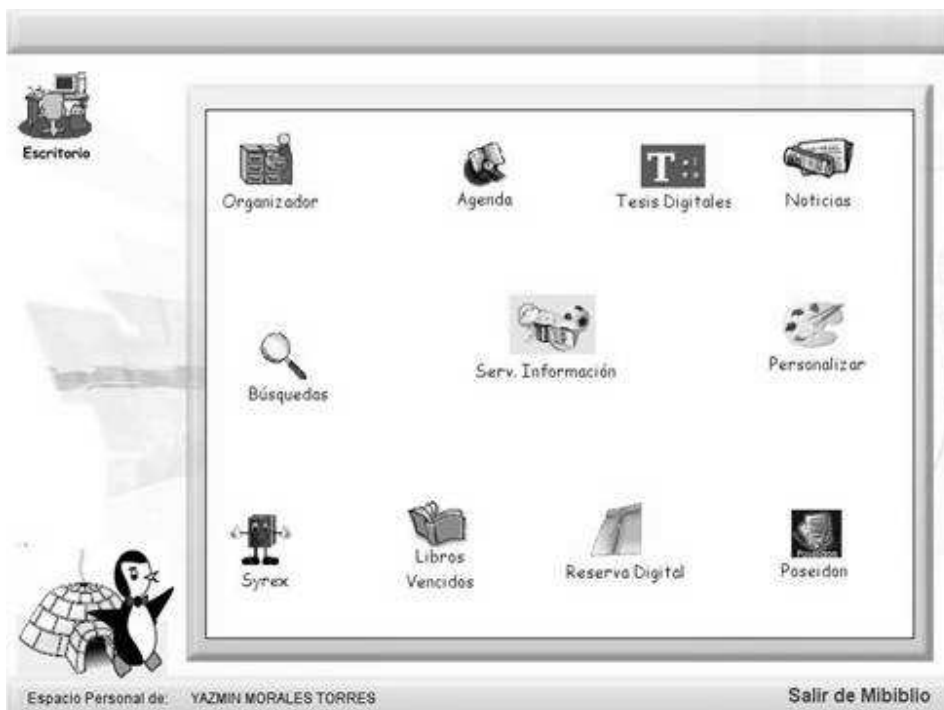 Escritorio
Organizador
Agenda
T
Tesis Digitales
Noticias
Búsquedas
Serv. Información
Personalizar
Syrex
Libros
Vencidos
Reserva Digital
Poseidon
Espacio Personal de: YAZMIN MORALES TORRES
Salir de Mibiblio